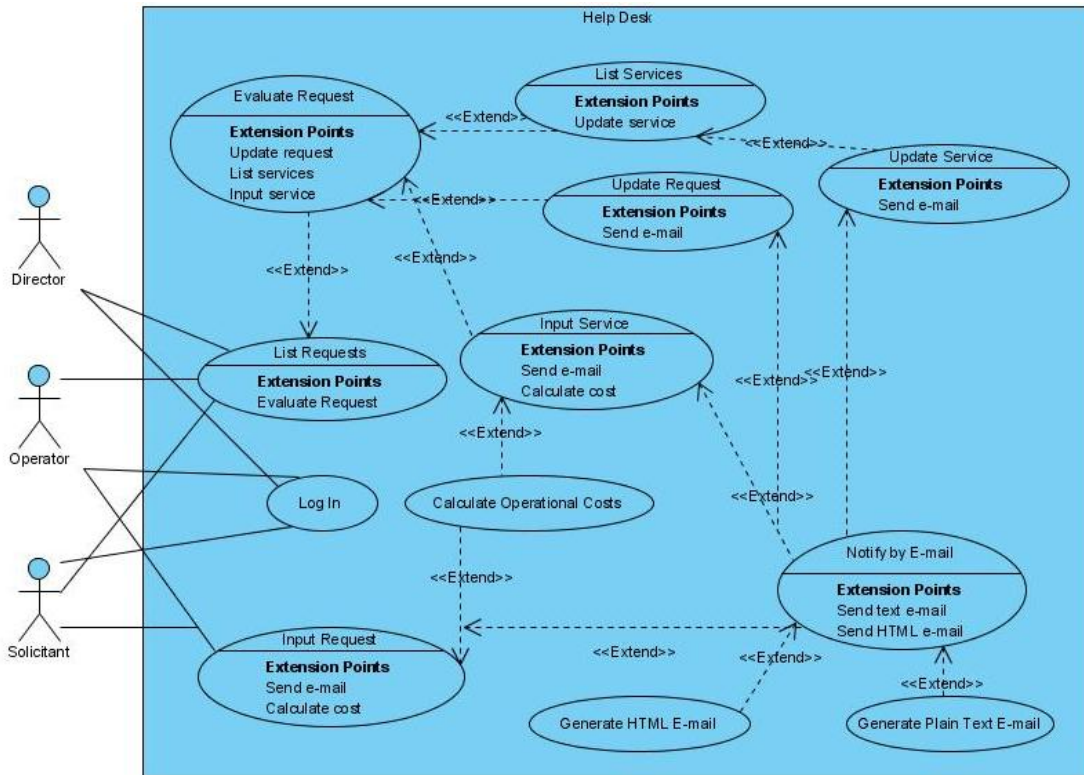 Help Desk
Evaluate Request
Extension Points
Update request
List services
Input service
List Services
Extension Points
Update service
<<Extend>>
<<Extend>>
Update Service
Extension Points
Send e-mail
Update Request
Extension Points
Send e-mail
<<Extend>>
<<Extend>>
<<Extend>>
Director
List Requests
Extension Points
Evaluate Request
Input Service
Extension Points
Send e-mail
Calculate cost
<<Extend>>
<<Extend>>
Operator
<<Extend>>
Log In
Calculate Operational Costs
<<Extend>>
Notify by E-mail
Extension Points
Send text e-mail
Send HTML e-mail
<<Extend>>
Solicitant
Input Request
Extension Points
Send e-mail
Calculate cost
<<Extend>>
<<Extend>>
<<Extend>>
Generate HTML E-mail
Generate Plain Text E-mail